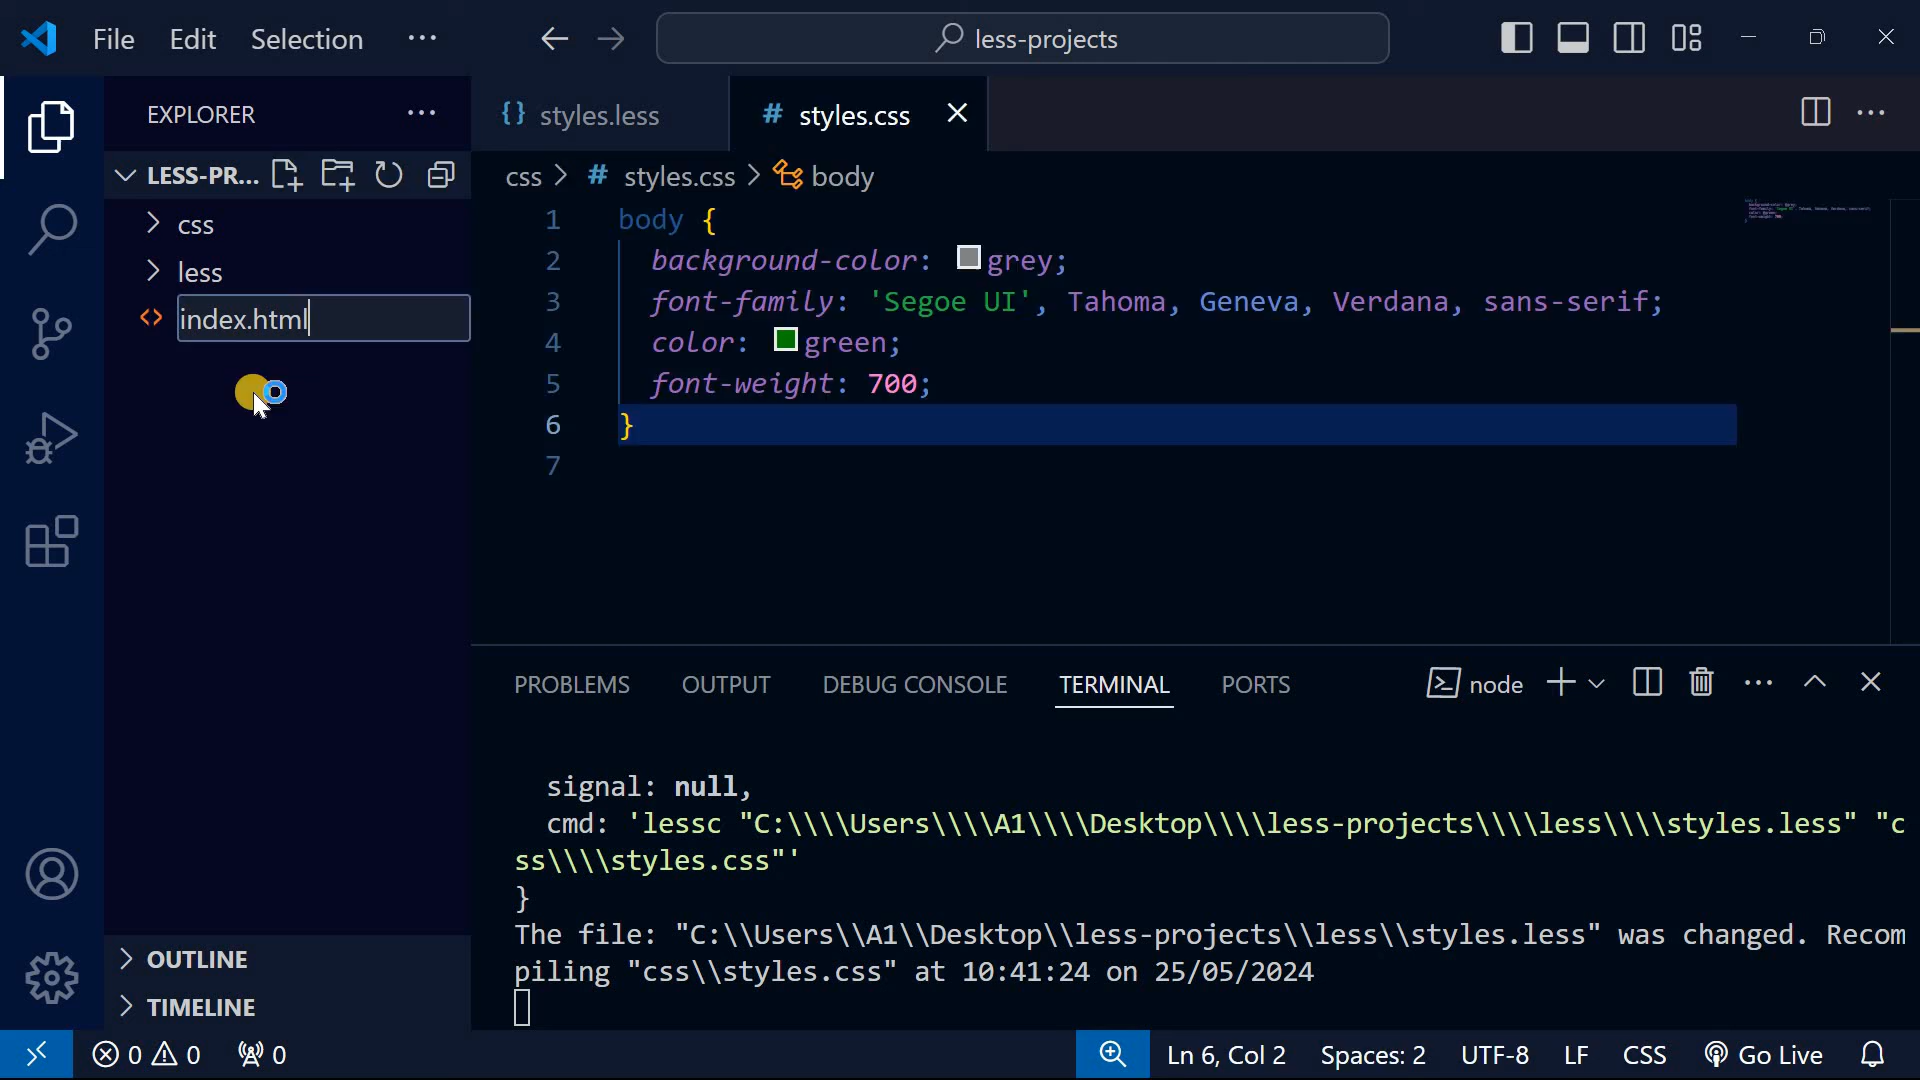 File Edit Selection ··· less-projects
EXPLORER ···
LESS-PR...
css
less
index.html
OUTLINE
TIMELINE
styles.less styles.css
css > # styles.css > body
1 body {
2 background-color: grey;
3 font-family: 'Segoe UI', Tahoma, Geneva, Verdana, sans-serif;
4 color: green;
5 font-weight: 700;
6 }
7
PROBLEMS OUTPUT DEBUG CONSOLE TERMINAL PORTS node
signal: null,
cmd: 'lessc "C:\\\\Users\\\\A1\\\\Desktop\\\\less-projects\\\\less\\\\styles.less" "c
ss\\\\styles.css"'
}
The file: "C:\\Users\\A1\\Desktop\\less-projects\\less\\styles.less" was changed. Recom
piling "css\\styles.css" at 10:41:24 on 25/05/2024
0 0 0 Ln 6, Col 2 Spaces: 2 UTF-8 LF CSS Go Live